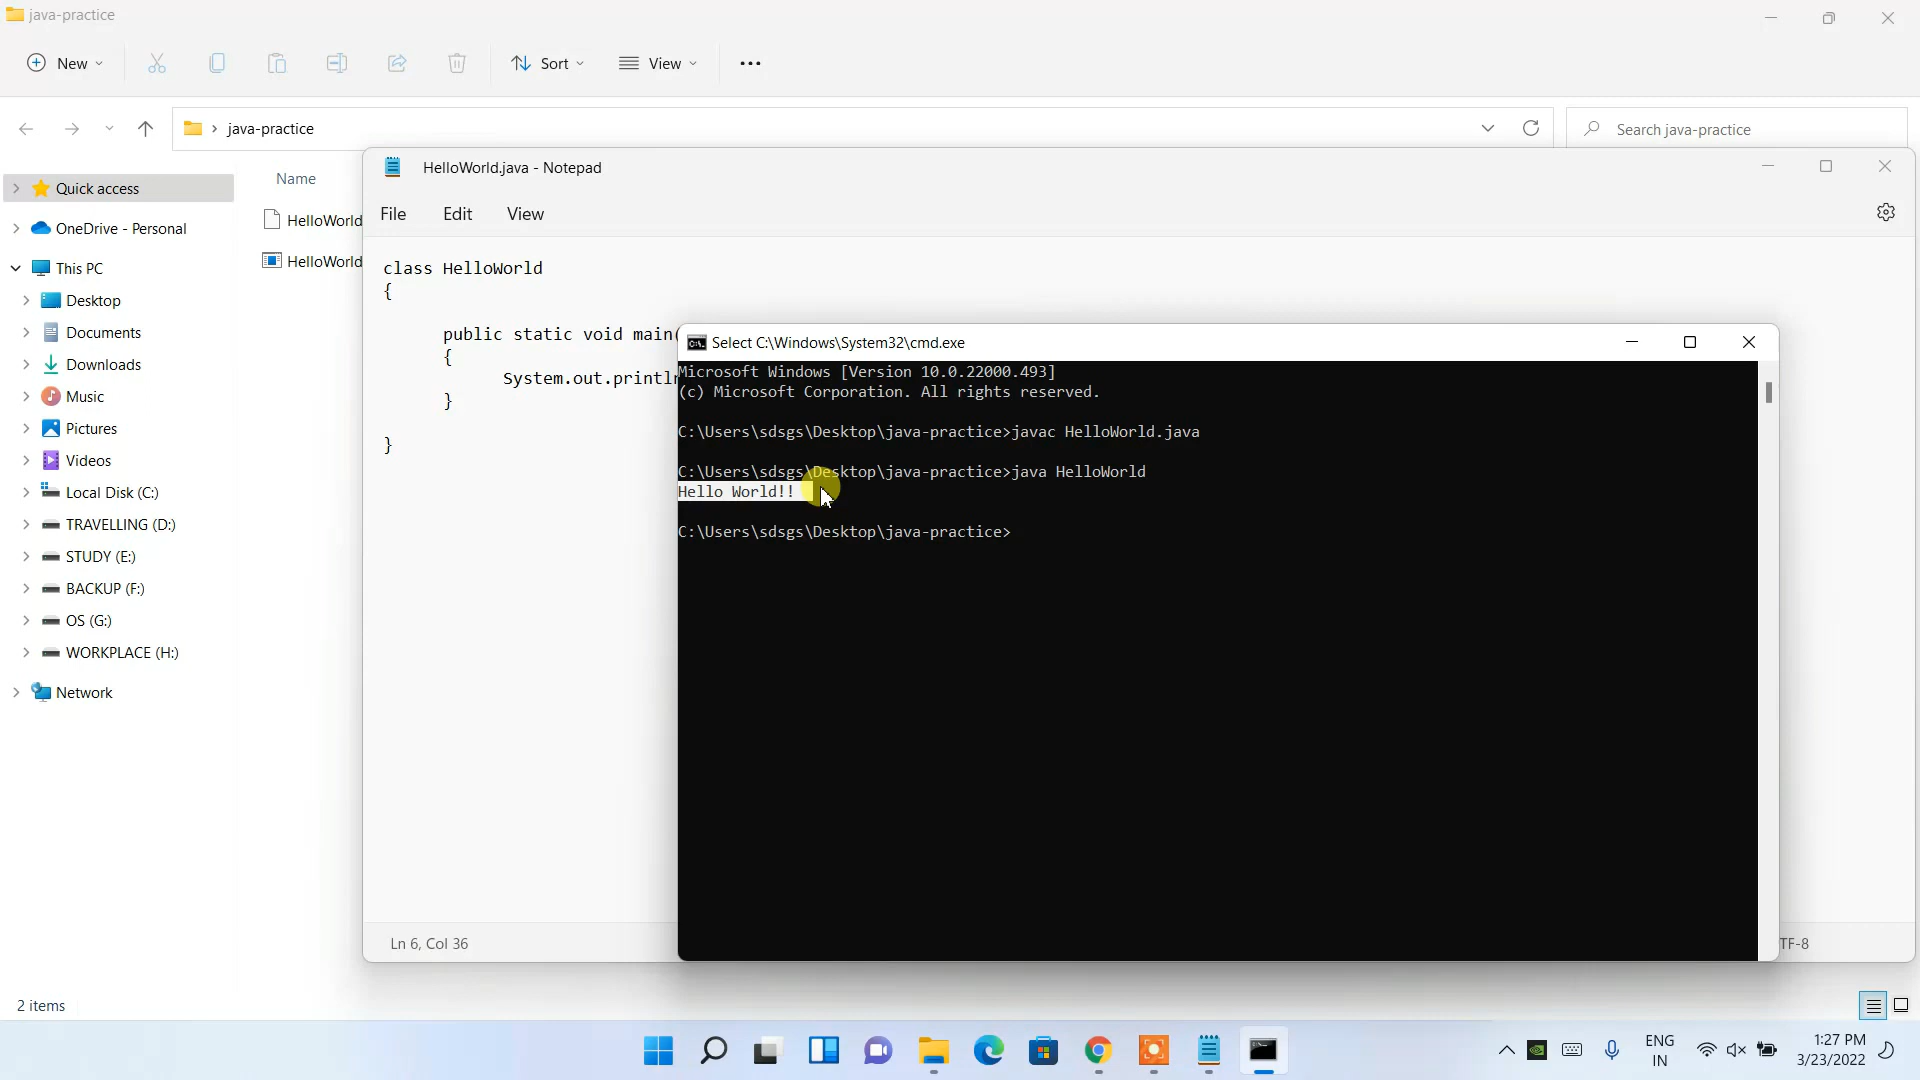 java-practice
New
Sort
View
java-practice
Search java-practice
Quick access
OneDrive - Personal
This PC
Desktop
Documents
Downloads
Music
Pictures
Videos
Local Disk (C:)
TRAVELLING (D:)
STUDY (E:)
BACKUP (F:)
OS (G:)
WORKPLACE (H:)
Network
Name
HelloWorld
HelloWorld
2 items
HelloWorld.java - Notepad
File Edit View
class HelloWorld
{
public static void main(
{
System.out.println
}
}
Ln 6, Col 36
TF-8
Select C:\Windows\System32\cmd.exe
Microsoft Windows [Version 10.0.22000.493]
(c) Microsoft Corporation. All rights reserved.
C:\Users\sdsgs\Desktop\java-practice>javac HelloWorld.java
C:\Users\sdsgs\Desktop\java-practice>java HelloWorld
Hello World!!
C:\Users\sdsgs\Desktop\java-practice>
ENG
IN
1:27 PM
3/23/2022